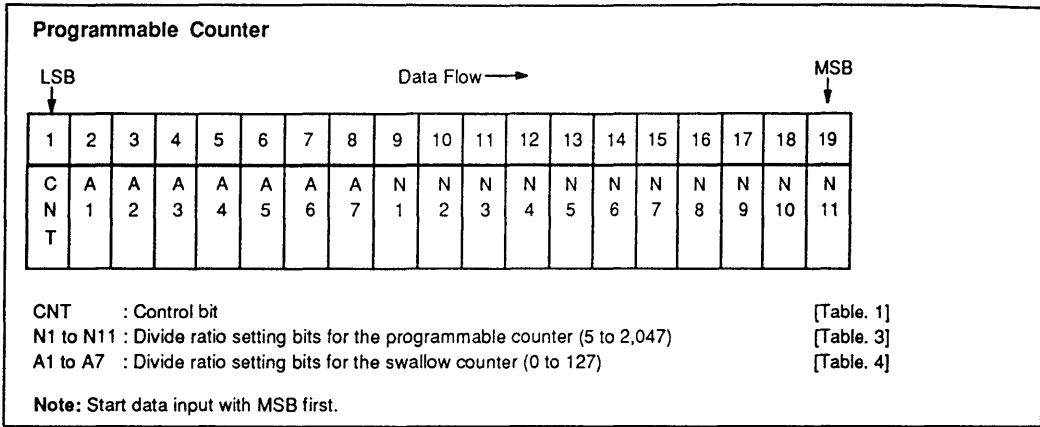 Programmable Counter
LSB Data Flow MSB
1 2 3 4 5 6 7 8 9 10 11 12 13 14 15 16 17 18 19
C A A A A A A A N N N N N N N N N N N
N 1 2 3 4 5 6 7 1 2 3 4 5 6 7 8 9 10 11
T
CNT : Control bit [Table. 1]
N1 to N11 : Divide ratio setting bits for the programmable counter (5 to 2,047) [Table. 3]
A1 to A7 : Divide ratio setting bits for the swallow counter (0 to 127) [Table. 4]
Note: Start data input with MSB first.